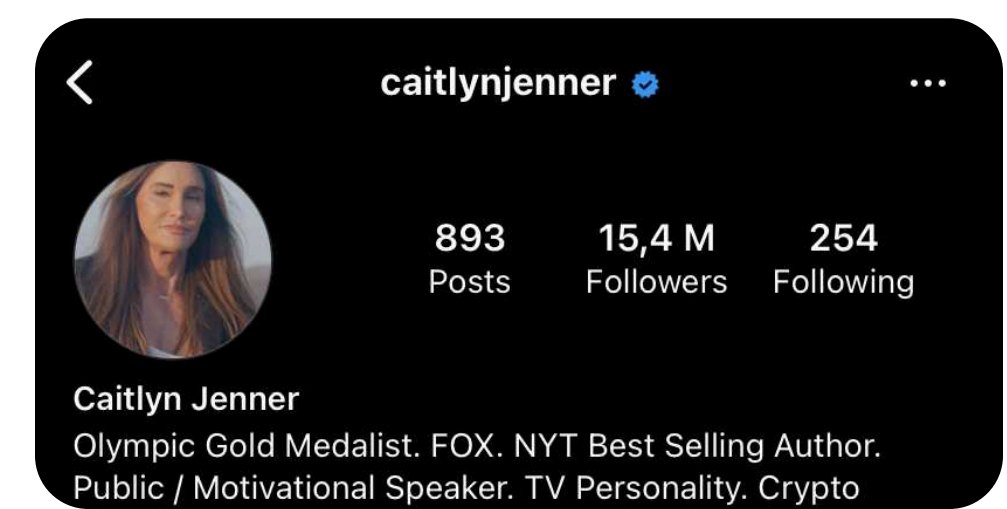 caitlynjenner
893 15,4 M 254
Posts Followers Following
Caitlyn Jenner
Olympic Gold Medalist. FOX. NYT Best Selling Author.
Public / Motivational Speaker. TV Personality. Crypto